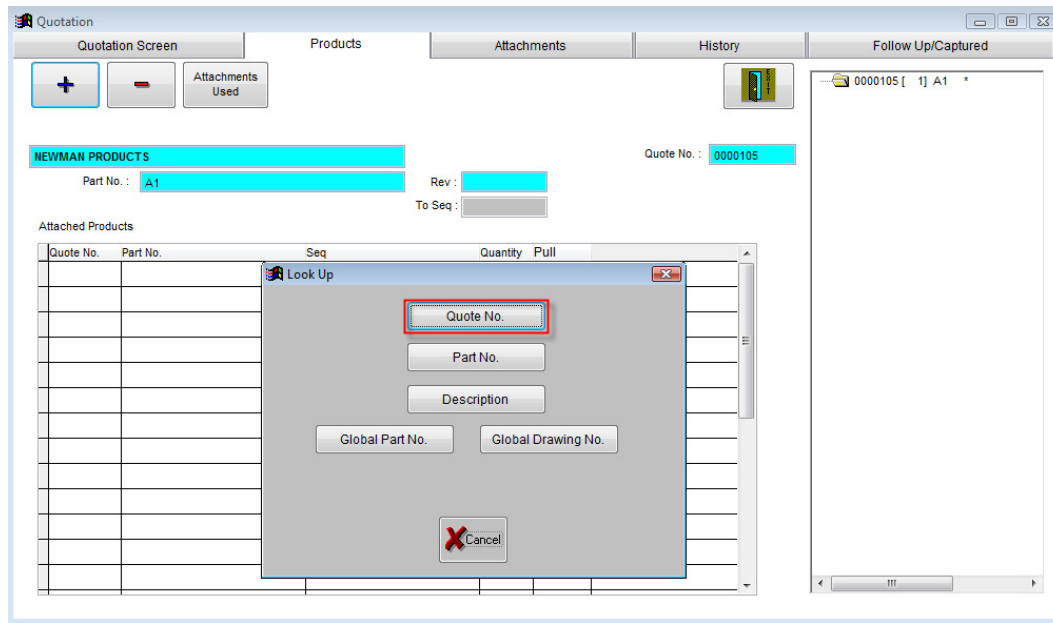 Quotation
Quotation Screen Products Attachments History Follow Up/Captured
Attachments
Used
EXIT
0000105 [ 1] A1 *
NEWMAN PRODUCTS
Quote No. : 0000105
Part No. : A1 Rev :
To Seq :
Attached Products
Quote No. Part No. Seq Quantity Pull
Look Up
Quote No.
Part No.
Description
Global Part No. Global Drawing No.
Cancel